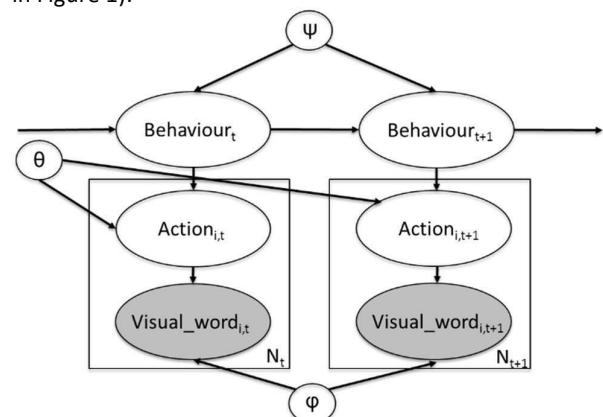 in Figure 1).
Ψ
Behaviour_t
Behaviour_t+1
θ
Action_i,t
Action_i,t+1
Visual_word_i,t
Visual_word_i,t+1
N_t
N_t+1
φ